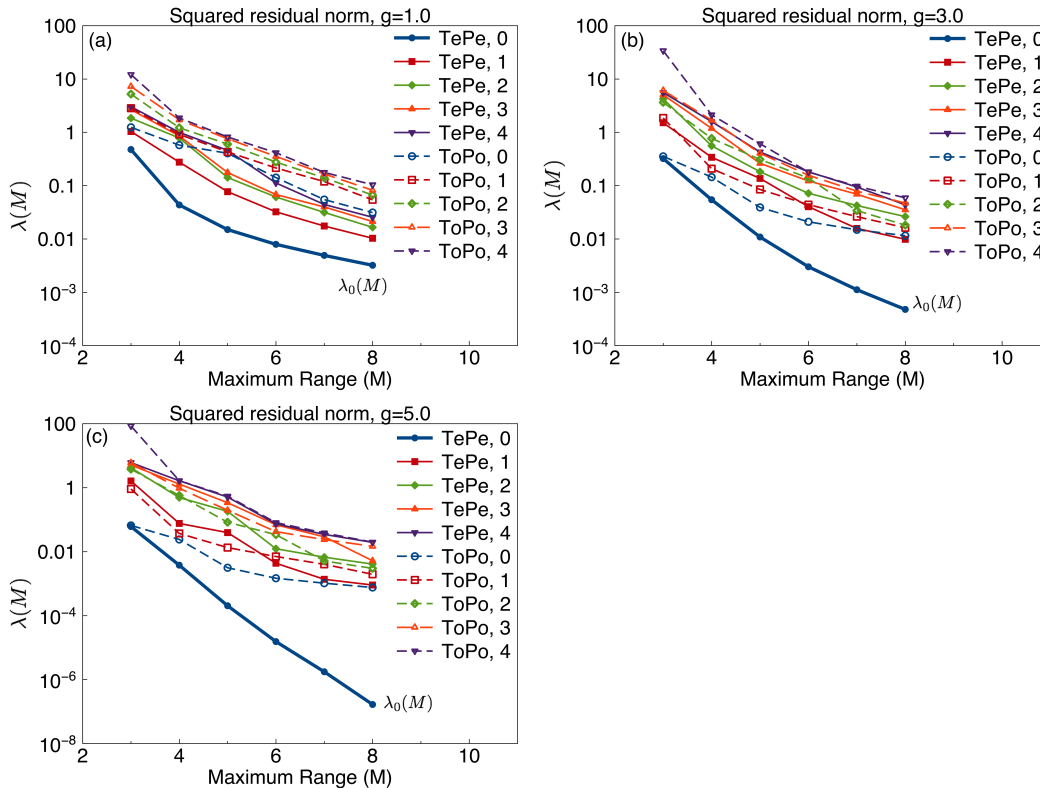 Squared residual norm, g=1.0
(a)
100
10
1
0.1
0.01
10⁻³
10⁻⁴
λ(M)
TePe, 0
TePe, 1
TePe, 2
TePe, 3
TePe, 4
ToPo, 0
ToPo, 1
ToPo, 2
ToPo, 3
ToPo, 4
λ₀(M)
2 4 6 8 10
Maximum Range (M)
Squared residual norm, g=3.0
(b)
100
10
1
0.1
0.01
10⁻³
10⁻⁴
λ(M)
TePe, 0
TePe, 1
TePe, 2
TePe, 3
TePe, 4
ToPo, 0
ToPo, 1
ToPo, 2
ToPo, 3
ToPo, 4
λ₀(M)
2 4 6 8 10
Maximum Range (M)
Squared residual norm, g=5.0
(c)
100
1
0.01
10⁻⁴
10⁻⁶
10⁻⁸
λ(M)
TePe, 0
TePe, 1
TePe, 2
TePe, 3
TePe, 4
ToPo, 0
ToPo, 1
ToPo, 2
ToPo, 3
ToPo, 4
λ₀(M)
2 4 6 8 10
Maximum Range (M)